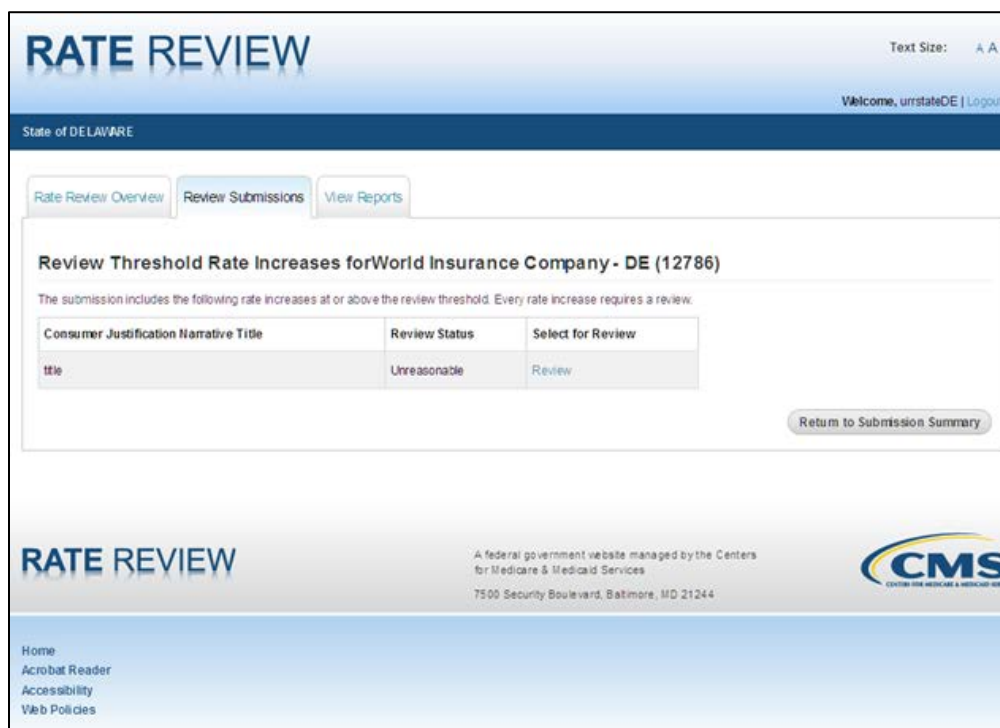 RATE REVIEW
Text Size: A A
Welcome, urrstateDE | Logout
State of DELAWARE
Rate Review Overview Review Submissions View Reports
Review Threshold Rate Increases forWorld Insurance Company - DE (12786)
The submission includes the following rate increases at or above the review threshold. Every rate increase requires a review.
Consumer Justification Narrative Title Review Status Select for Review
title Unreasonable Review
Return to Submission Summary
RATE REVIEW
A federal government website managed by the Centers
for Medicare & Medicaid Services
7500 Security Boulevard, Baltimore, MD 21244
CMS
CENTERS FOR MEDICARE & MEDICAID
Home
Acrobat Reader
Accessibility
Web Policies